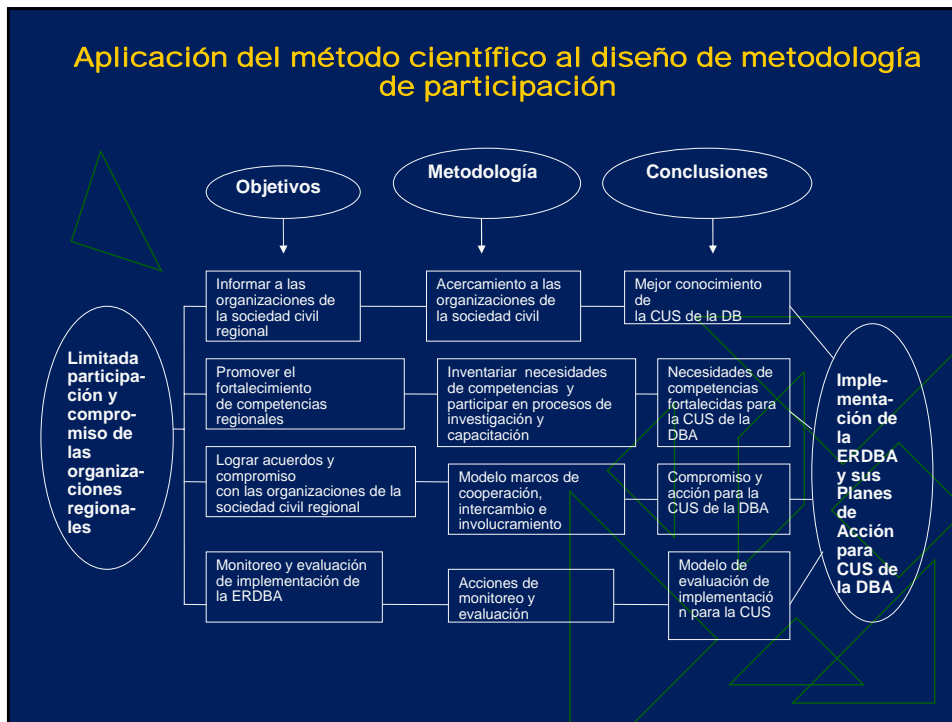 Aplicación del método científico al diseño de metodología
de participación
Objetivos
Metodología
Conclusiones
Limitada
participa-
ción y
compro-
miso de
las
organiza-
ciones
regiona-
les
Informar a las
organizaciones de
la sociedad civil
regional
Acercamiento a las
organizaciones de
la sociedad civil
Mejor conocimiento
de
la CUS de la DB
Promover el
fortalecimiento
de competencias
regionales
Inventariar necesidades
de competencias y
participar en procesos de
investigación y
capacitación
Necesidades de
competencias
fortalecidas para
la CUS de la
DBA
Lograr acuerdos y
compromiso
con las organizaciones de la
sociedad civil regional
Modelo marcos de
cooperación,
intercambio e
involucramiento
Compromiso y
acción para la
CUS de la DBA
Monitoreo y evaluación
de implementación de
la ERDBA
Acciones de
monitoreo y
evaluación
Modelo de
evaluación de
implementació
n para la CUS
Imple-
menta-
ción de
la
ERDBA
y sus
Planes
de
Acción
para
CUS de
la DBA